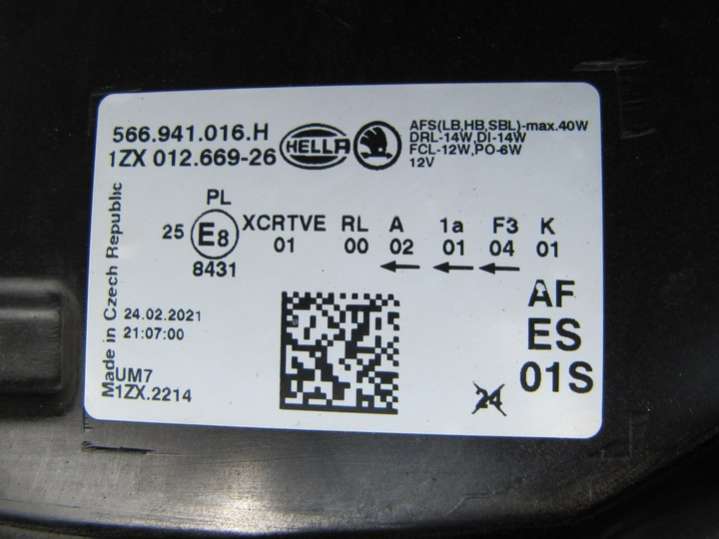 566.941.016.H
1ZX 012.669-26
HELLA
AFS(LB,HB,SBL)-max.40W
DRL-14W,DI-14W
FCL-12W,PO-6W
12V
PL
25 E8 XCRTVE RL A 1a F3 K
01 00 02 01 04 01
8431
Made in Czech Republic
24.02.2021
21:07:00
UM7
1ZX.2214
AF
ES
01S
24